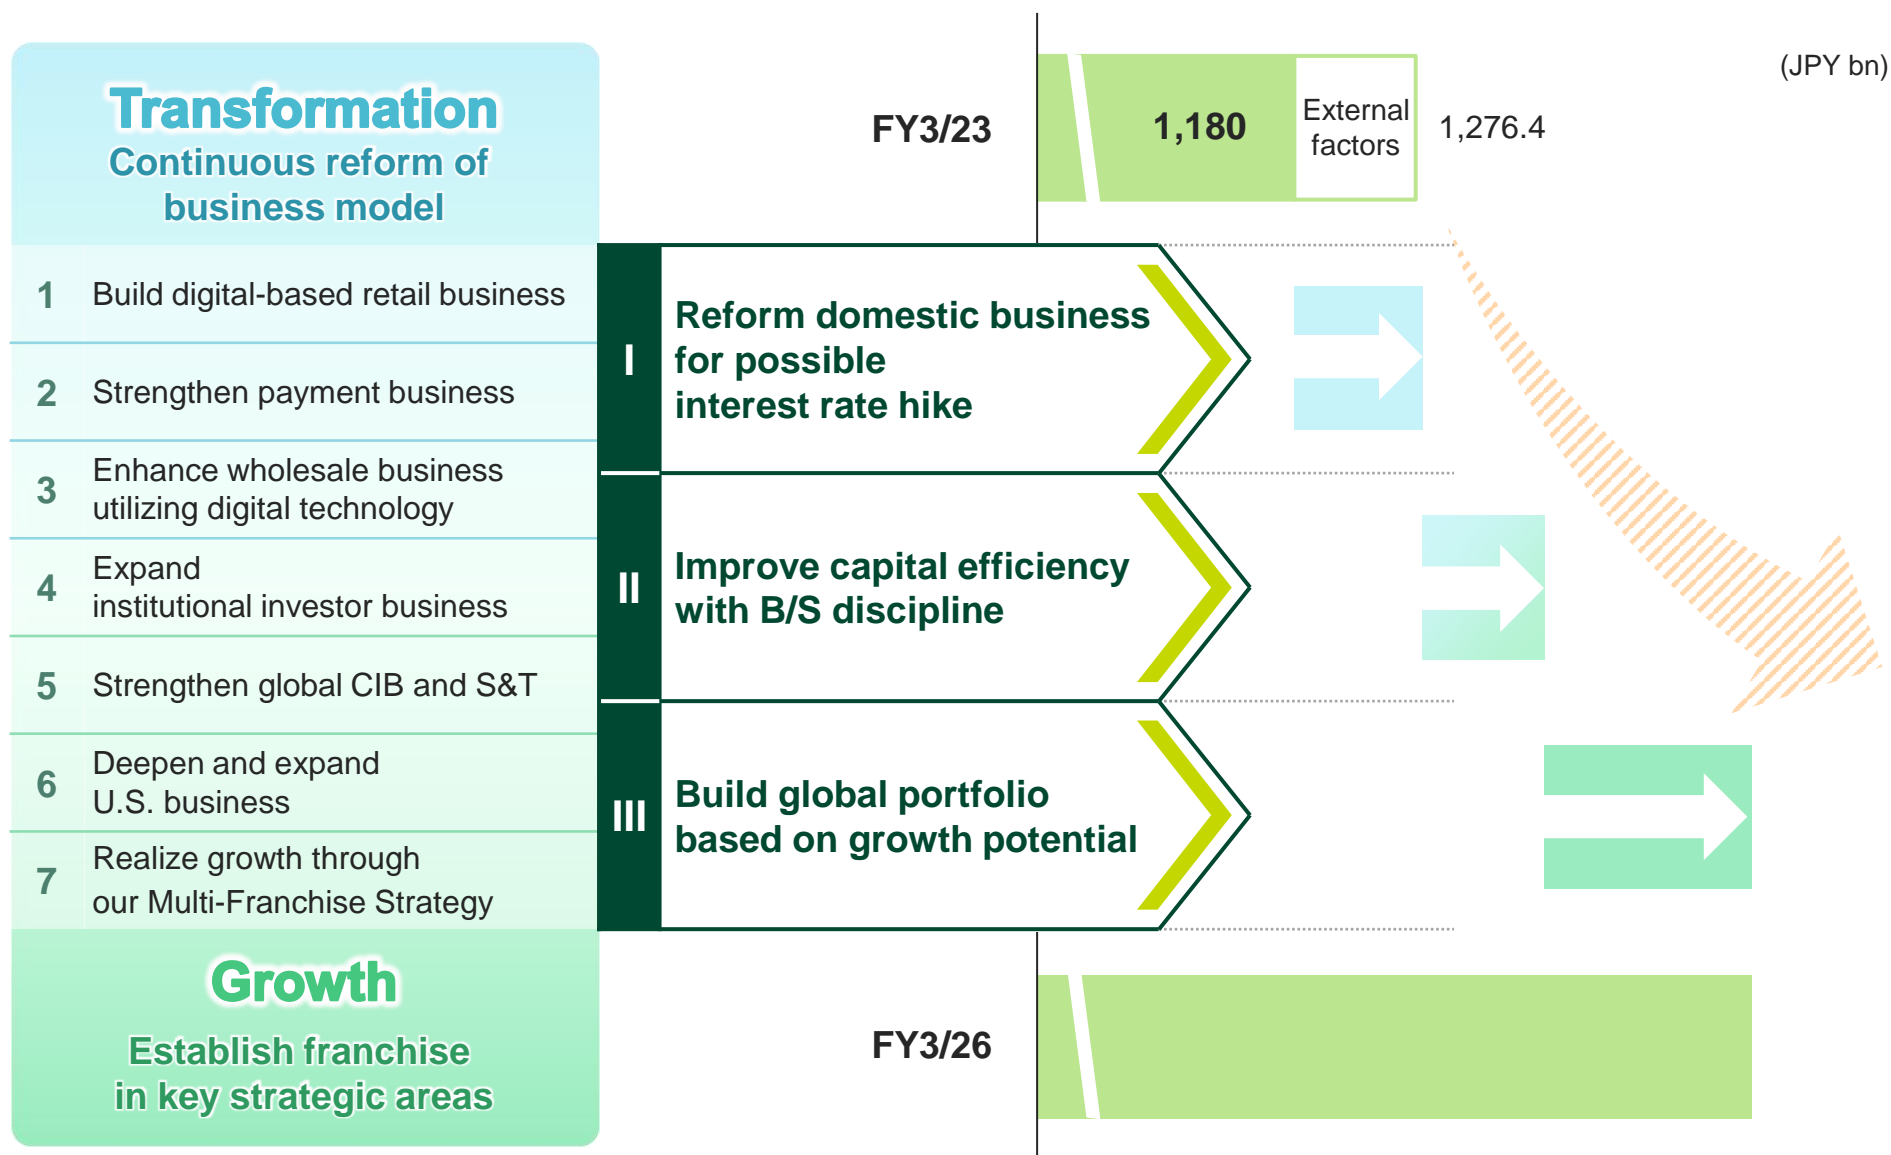 Transformation
Continuous reform of
business model
1 Build digital-based retail business
2 Strengthen payment business
3 Enhance wholesale business
utilizing digital technology
4 Expand
institutional investor business
5 Strengthen global CIB and S&T
6 Deepen and expand
U.S. business
7 Realize growth through
our Multi-Franchise Strategy
Growth
Establish franchise
in key strategic areas
(JPY bn)
FY3/23
1,180
External
factors
1,276.4
I
Reform domestic business
for possible
interest rate hike
II
Improve capital efficiency
with B/S discipline
III
Build global portfolio
based on growth potential
FY3/26